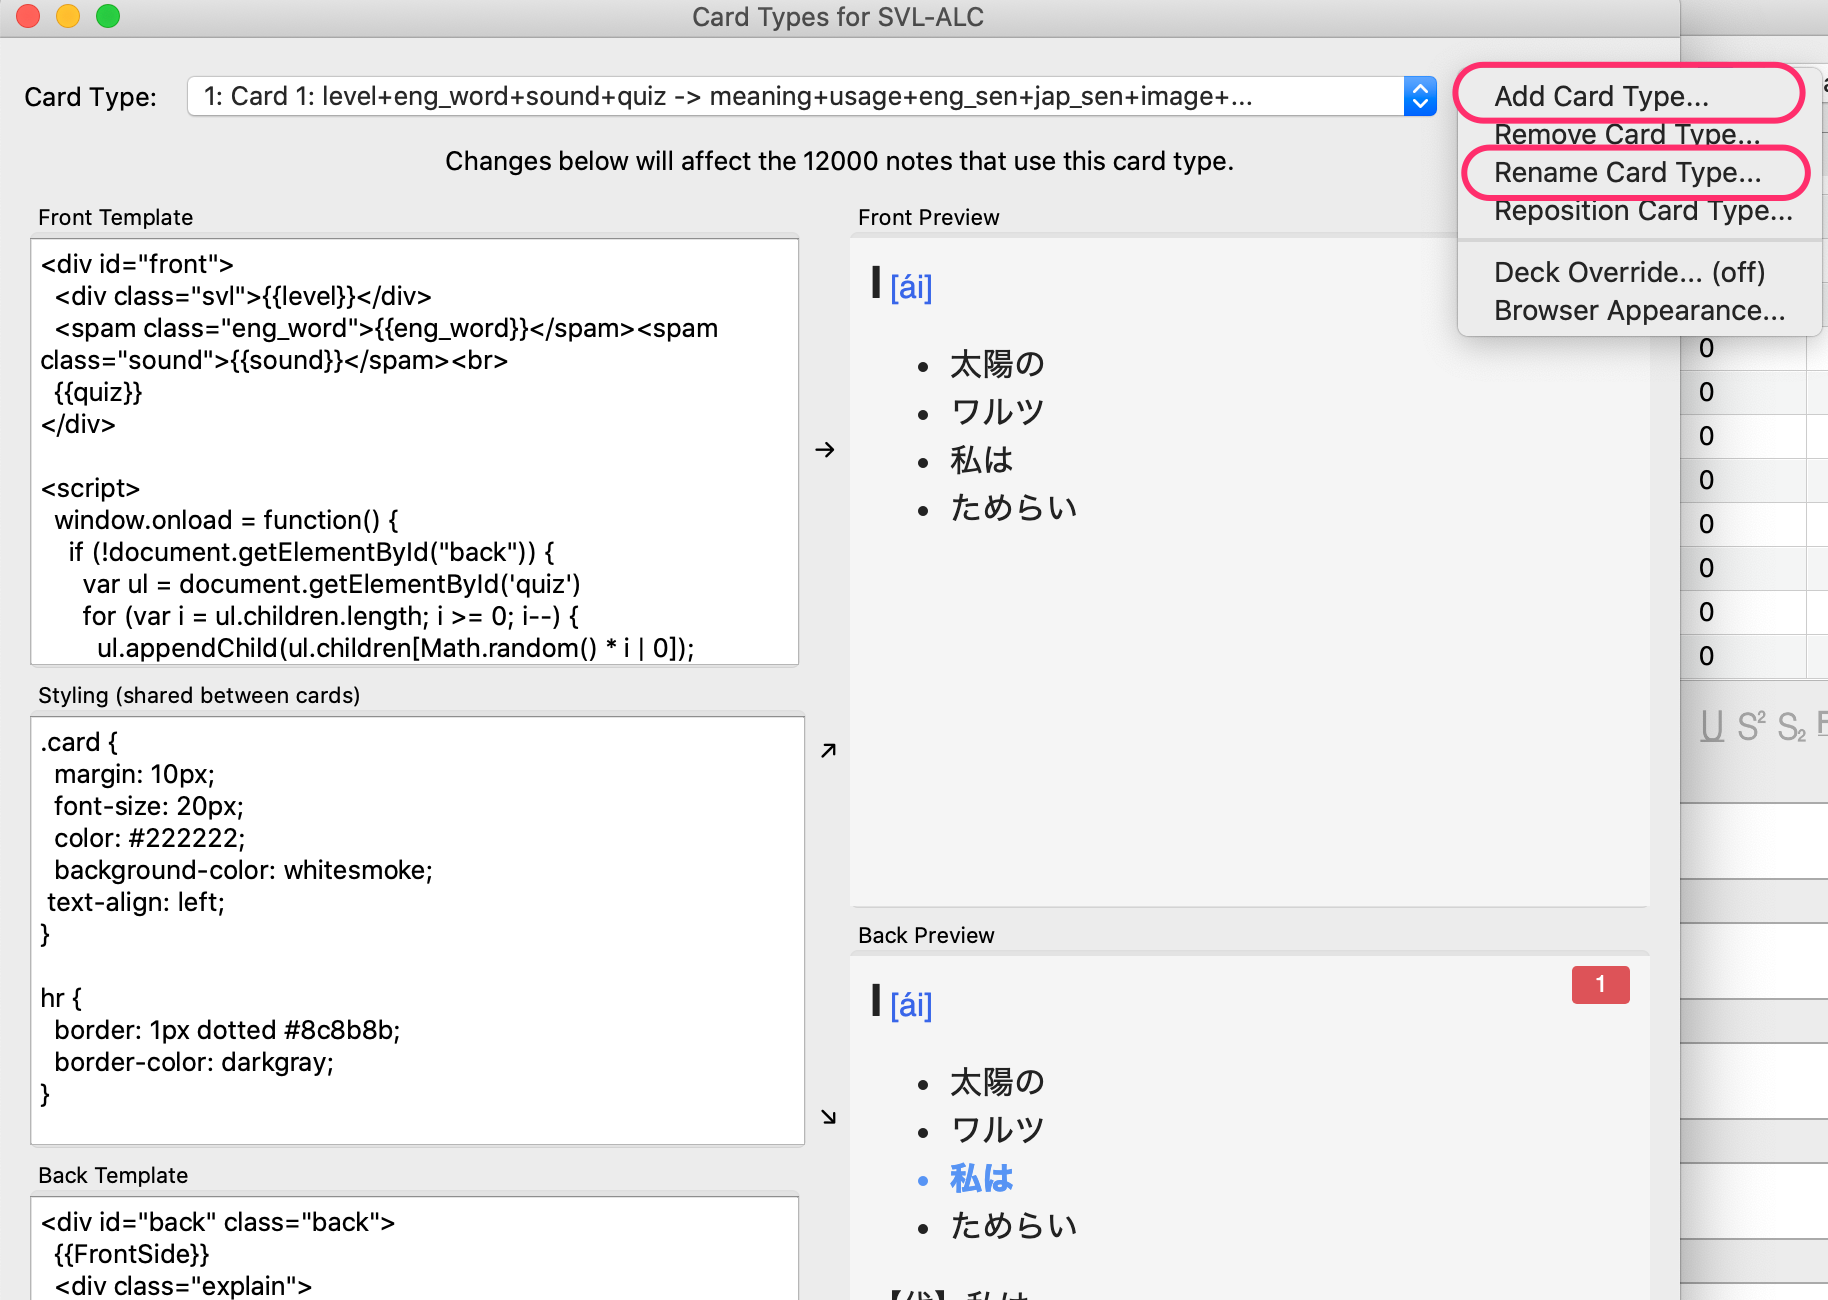 Card Types for SVL-ALC
Card Type:
1: Card 1: level+eng_word+sound+quiz -> meaning+usage+eng_sen+jap_sen+image+...
Add Card Type...
Remove Card Type...
Rename Card Type...
Reposition Card Type...
Deck Override... (off)
Browser Appearance...
Changes below will affect the 12000 notes that use this card type.
Front Template
<div id="front">
<div class="svl">{{level}}</div>
<spam class="eng_word">{{eng_word}}</spam><spam
class="sound">{{sound}}</spam><br>
{{quiz}}
</div>
<script>
window.onload = function() {
if (!document.getElementById("back")) {
var ul = document.getElementById('quiz')
for (var i = ul.children.length; i >= 0; i--) {
ul.appendChild(ul.children[Math.random() * i | 0]);
→
Front Preview
I [ái]
• 太陽の
• ワルツ
• 私は
• ためらい
Styling (shared between cards)
.card {
margin: 10px;
font-size: 20px;
color: #222222;
background-color: whitesmoke;
text-align: left;
}
hr {
border: 1px dotted #8c8b8b;
border-color: darkgray;
}
↗
↘
Back Preview
1
I [ái]
• 太陽の
• ワルツ
• 私は
• ためらい
Back Template
<div id="back" class="back">
{{FrontSide}}
<div class="explain">
0
0
0
0
0
0
0
0
U S² S₂